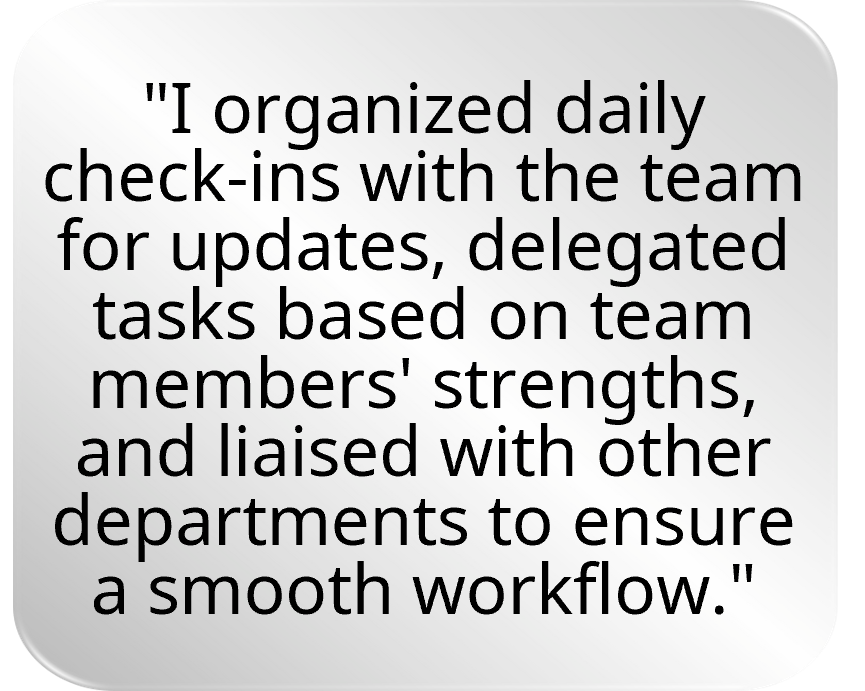 "I organized daily
check-ins with the team
for updates, delegated
tasks based on team
members' strengths,
and liaised with other
departments to ensure
a smooth workflow."